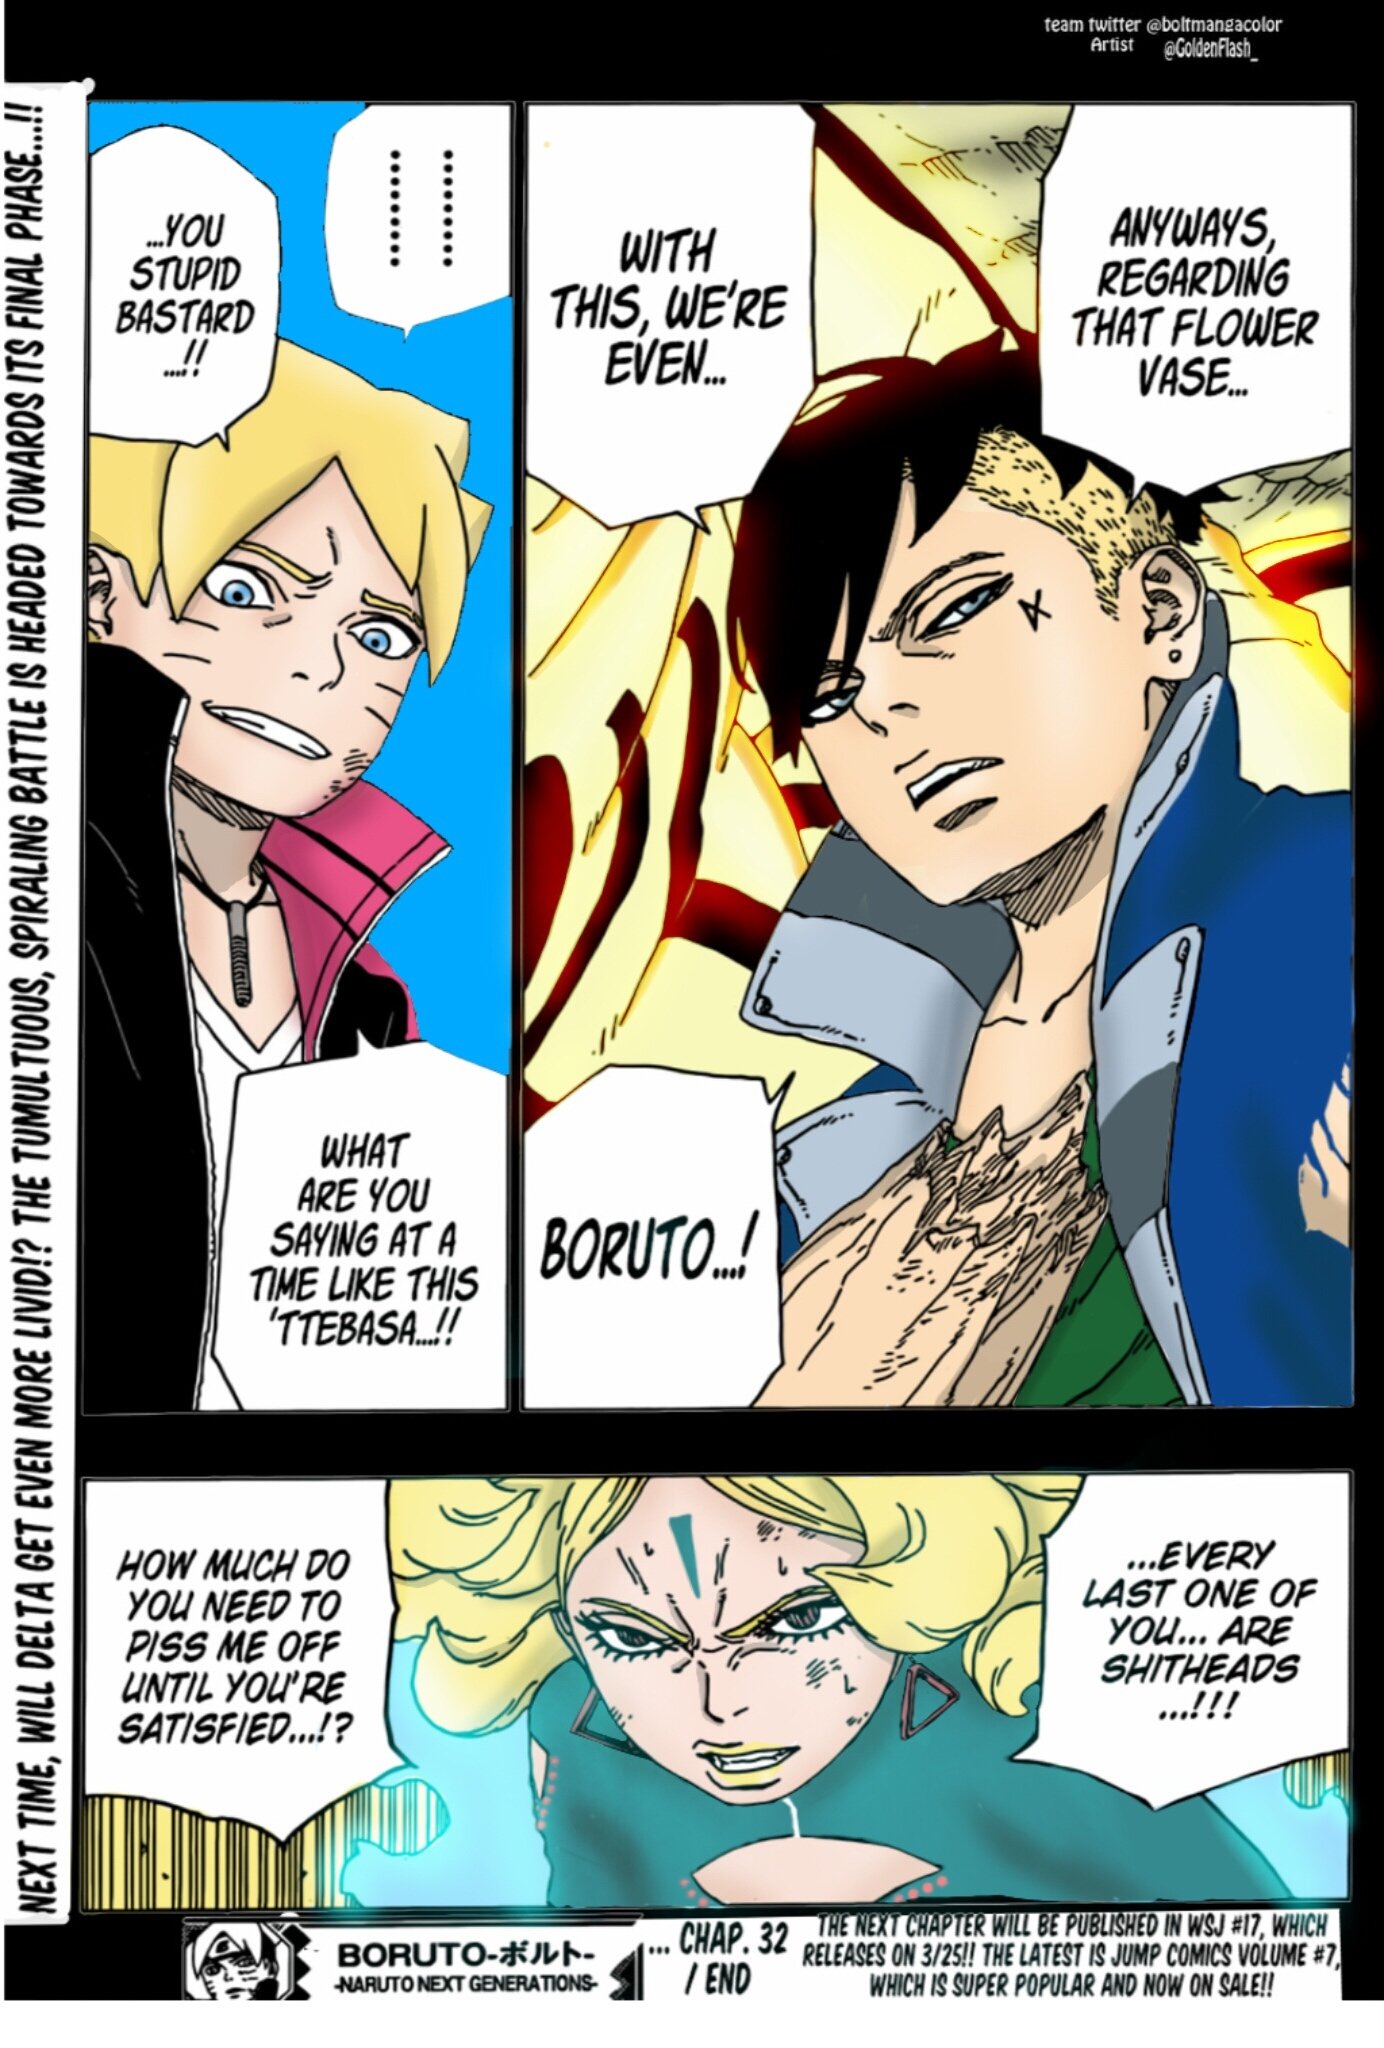 team twitter @boltmangacolor
Artist @GoldenFlash_
ANYWAYS,
REGARDING
THAT FLOWER
VASE...
WITH
THIS, WE'RE
EVEN...
BORUTO...!
.........
.........
...YOU
STUPID
BASTARD
...!!
WHAT
ARE YOU
SAYING AT A
TIME LIKE THIS
'TTEBASA...!!
...EVERY
LAST ONE OF
YOU... ARE
SHITHEADS
...!!!
HOW MUCH DO
YOU NEED TO
PISS ME OFF
UNTIL YOU'RE
SATISFIED...!?
NEXT TIME, WILL DELTA GET EVEN MORE LIVID!? THE TUMULTUOUS, SPIRALING BATTLE IS HEADED TOWARDS ITS FINAL PHASE...!!
BORUTO-ボルト-
-NARUTO NEXT GENERATIONS-
... CHAP. 32
/ END
THE NEXT CHAPTER WILL BE PUBLISHED IN WSJ #17, WHICH
RELEASES ON 3/25!! THE LATEST IS JUMP COMICS VOLUME #7,
WHICH IS SUPER POPULAR AND NOW ON SALE!!